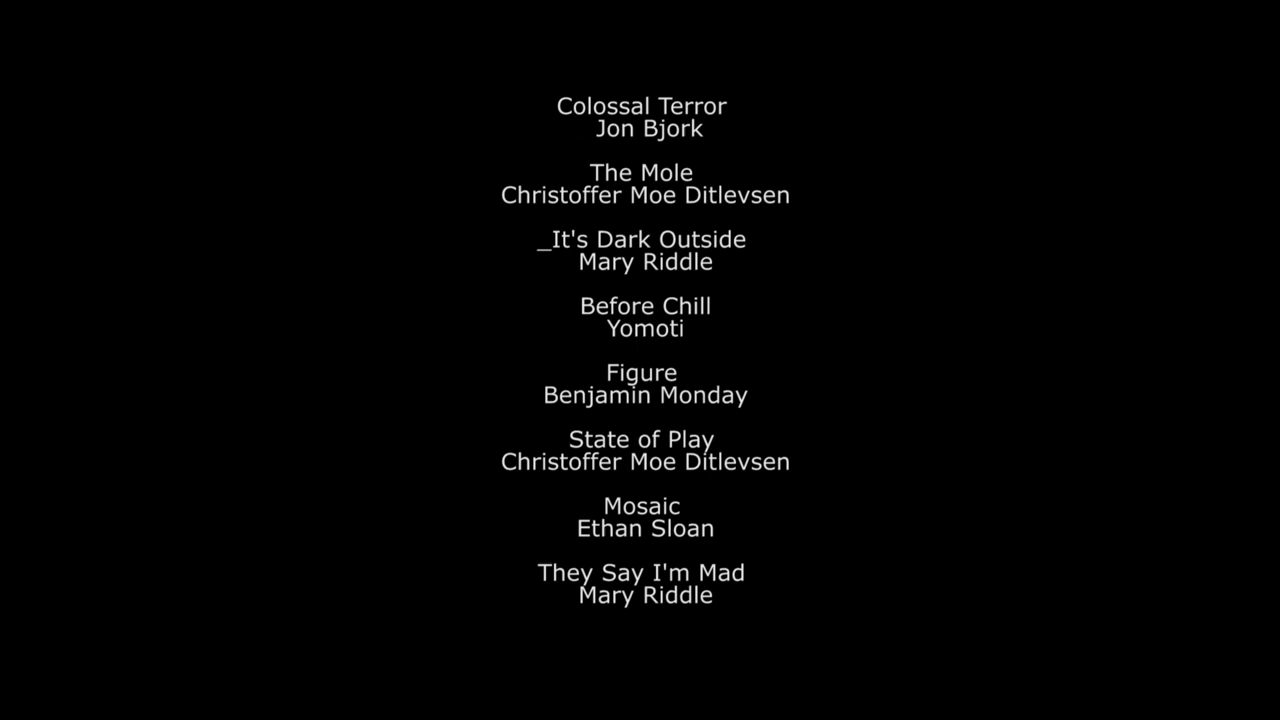 Colossal Terror
Jon Bjork
The Mole
Christoffer Moe Ditlevsen
_It's Dark Outside
Mary Riddle
Before Chill
Yomoti
Figure
Benjamin Monday
State of Play
Christoffer Moe Ditlevsen
Mosaic
Ethan Sloan
They Say I'm Mad
Mary Riddle